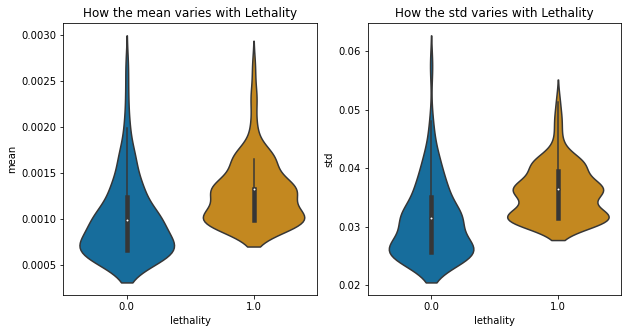 How the mean varies with Lethality
How the std varies with Lethality
0.0030
0.0025
0.0020
0.0015
0.0010
0.0005
mean
0.0
1.0
lethality
0.06
0.05
0.04
0.03
0.02
std
0.0
1.0
lethality